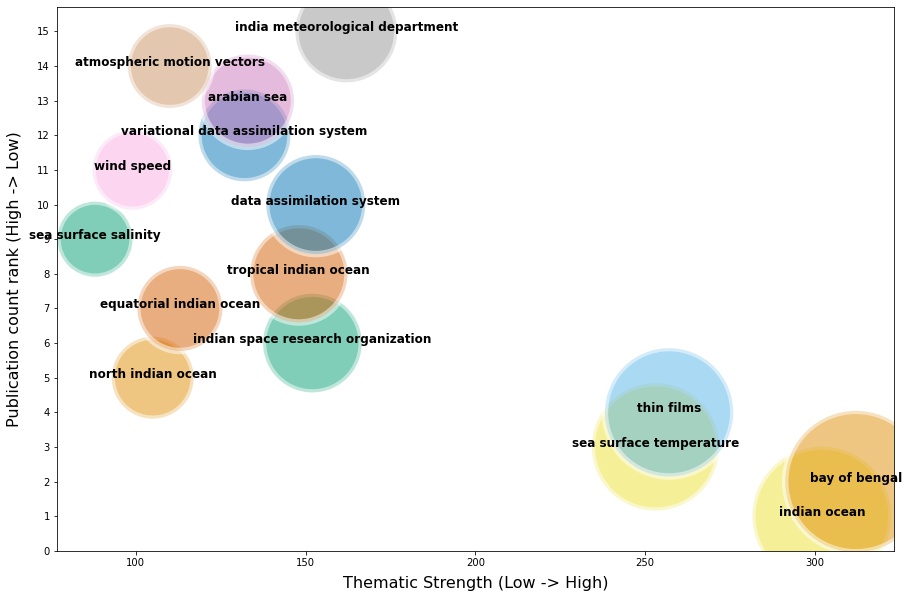 india meteorological department
15
atmospheric motion vectors
14
arabian sea
13
variational data assimilation system
12
wind speed
11
data assimilation system
10
sea surface salinity
9
tropical indian ocean
8
equatorial indian ocean
7
indian space research organization
6
north indian ocean
5
thin films
4
sea surface temperature
3
bay of bengal
2
indian ocean
1
0
100 150 200 250 300
Thematic Strength (Low -> High)
Publication count rank (High -> Low)